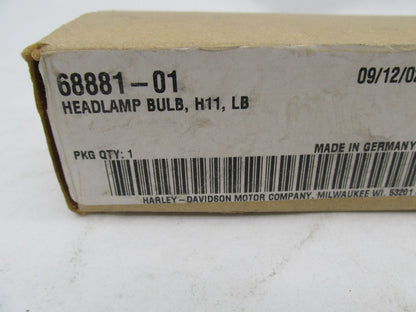 68881-01 09/12/02
HEADLAMP BULB, H11, LB
PKG QTY: 1 MADE IN GERMANY
HARLEY-DAVIDSON MOTOR COMPANY, MILWAUKEE WI. 53201